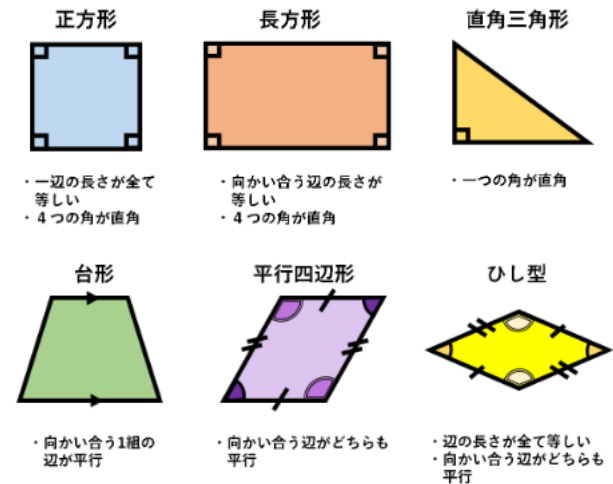 正方形
・一辺の長さが全て
等しい
・４つの角が直角
長方形
・向かい合う辺の長さが
等しい
・４つの角が直角
直角三角形
・一つの角が直角
台形
・向かい合う1組の
辺が平行
平行四辺形
・向かい合う辺がどちらも
平行
ひし型
・辺の長さが全て等しい
・向かい合う辺がどちらも
平行